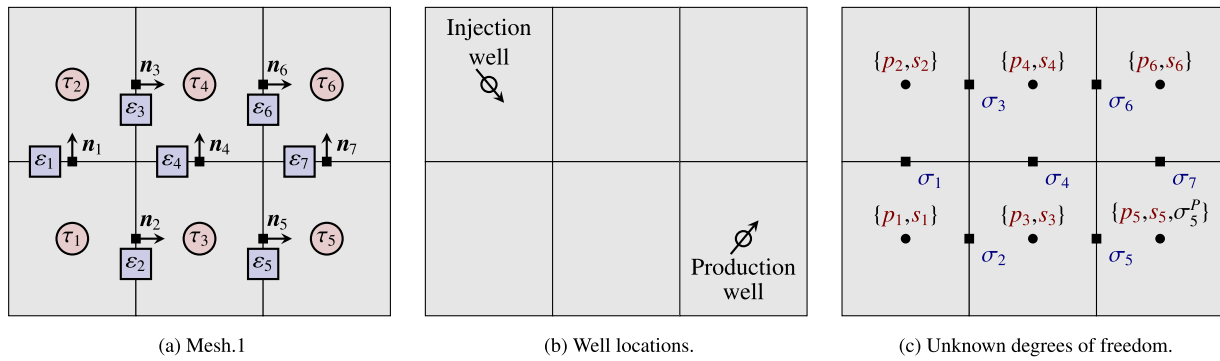 n₃ n₆
τ₂ τ₄ τ₆
ε₃ ε₆
n₁ n₄ n₇
ε₁ ε₄ ε₇
n₂ n₅
τ₁ τ₃ τ₅
ε₂ ε₅
(a) Mesh.1
Injection
well
Production
well
(b) Well locations.
{p₂,s₂} {p₄,s₄} {p₆,s₆}
σ₃ σ₆
σ₁ σ₄ σ₇
{p₁,s₁} {p₃,s₃} {p₅,s₅,σ₅ᴾ}
σ₂ σ₅
(c) Unknown degrees of freedom.